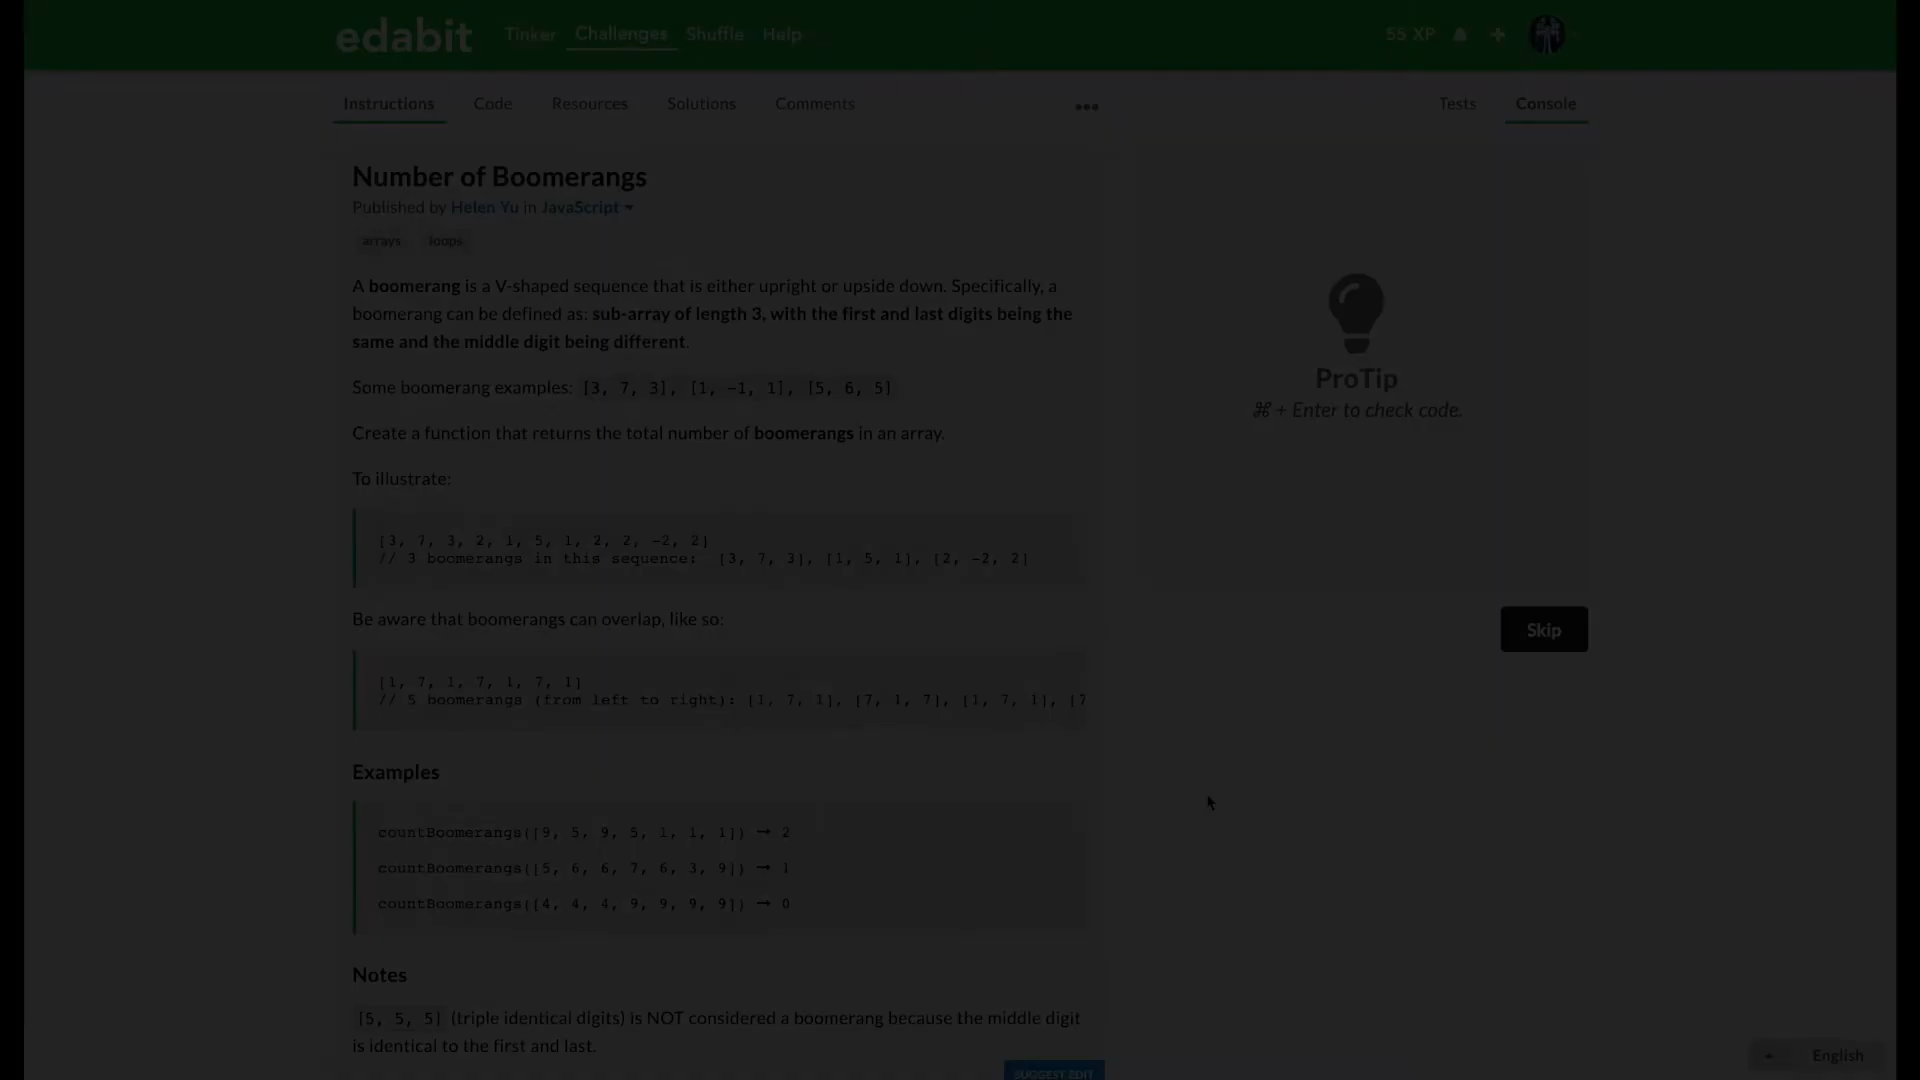 edabit Tinker Challenges Shuffle Help 55 XP
Instructions Code Resources Solutions Comments ••• Tests Console
Number of Boomerangs
Published by Helen Yu in JavaScript
arrays loops
A boomerang is a V-shaped sequence that is either upright or upside down. Specifically, a
boomerang can be defined as: sub-array of length 3, with the first and last digits being the
same and the middle digit being different.
Some boomerang examples: [3, 7, 3], [1, -1, 1], [5, 6, 5]
Create a function that returns the total number of boomerangs in an array.
To illustrate:
[3, 7, 3, 2, 1, 5, 1, 2, 2, -2, 2]
// 3 boomerangs in this sequence:  [3, 7, 3], [1, 5, 1], [2, -2, 2]
Be aware that boomerangs can overlap, like so:
[1, 7, 1, 7, 1, 7, 1]
// 5 boomerangs (from left to right): [1, 7, 1], [7, 1, 7], [1, 7, 1], [7
Examples
countBoomerangs([9, 5, 9, 5, 1, 1, 1]) → 2
countBoomerangs([5, 6, 6, 7, 6, 3, 9]) → 1
countBoomerangs([4, 4, 4, 9, 9, 9, 9]) → 0
Notes
[5, 5, 5] (triple identical digits) is NOT considered a boomerang because the middle digit
is identical to the first and last.
SUGGEST EDIT
ProTip
⌘ + Enter to check code.
Skip
English